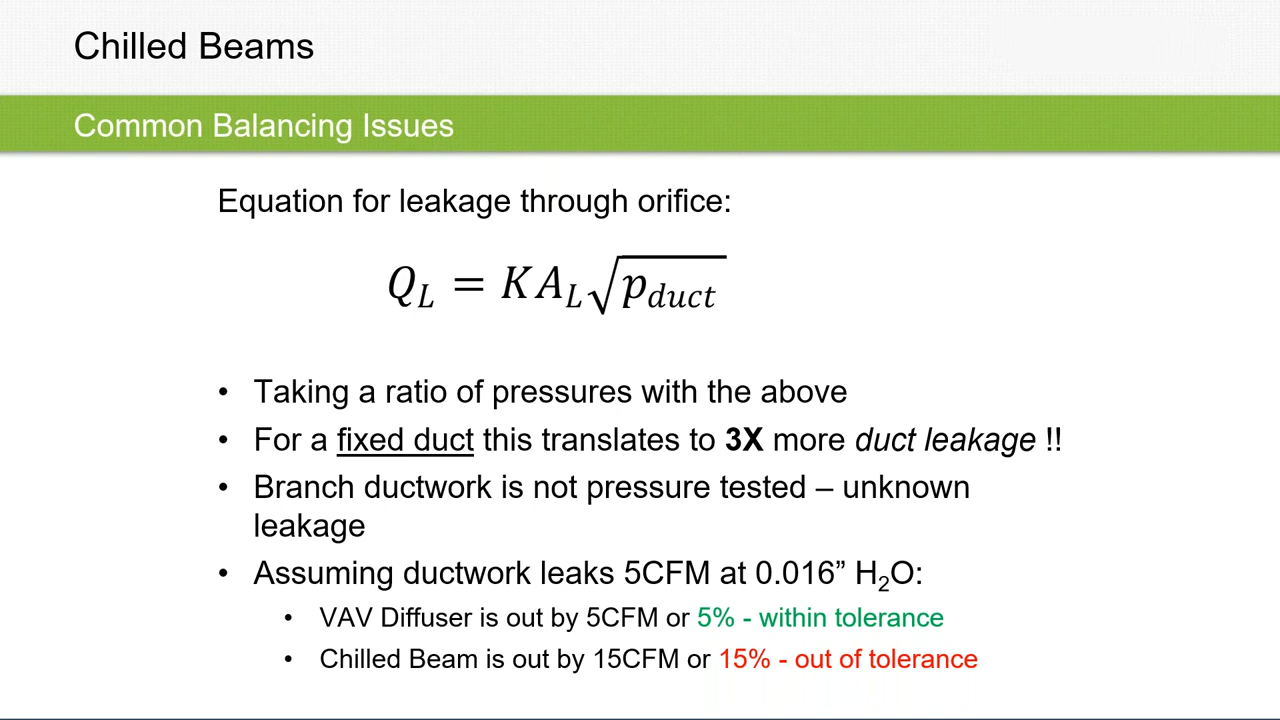 Chilled Beams
Common Balancing Issues
Equation for leakage through orifice:
Q_L = KA_L√p_duct
• Taking a ratio of pressures with the above
• For a fixed duct this translates to 3X more duct leakage !!
• Branch ductwork is not pressure tested – unknown
leakage
• Assuming ductwork leaks 5CFM at 0.016” H₂O:
• VAV Diffuser is out by 5CFM or 5% - within tolerance
• Chilled Beam is out by 15CFM or 15% - out of tolerance